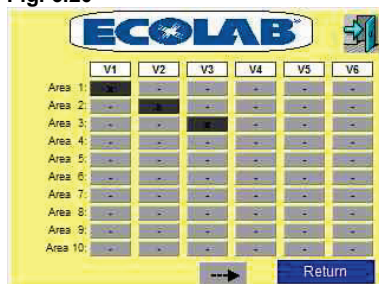 Fig. 3.20
ECOLAB®
V1 V2 V3 V4 V5 V6
Area 1: x - - - - -
Area 2: - x - - - -
Area 3: - - x - - -
Area 4: - - - - - -
Area 5: - - - - - -
Area 6: - - - - - -
Area 7: - - - - - -
Area 8: - - - - - -
Area 9: - - - - - -
Area 10: - - - - - -
Return